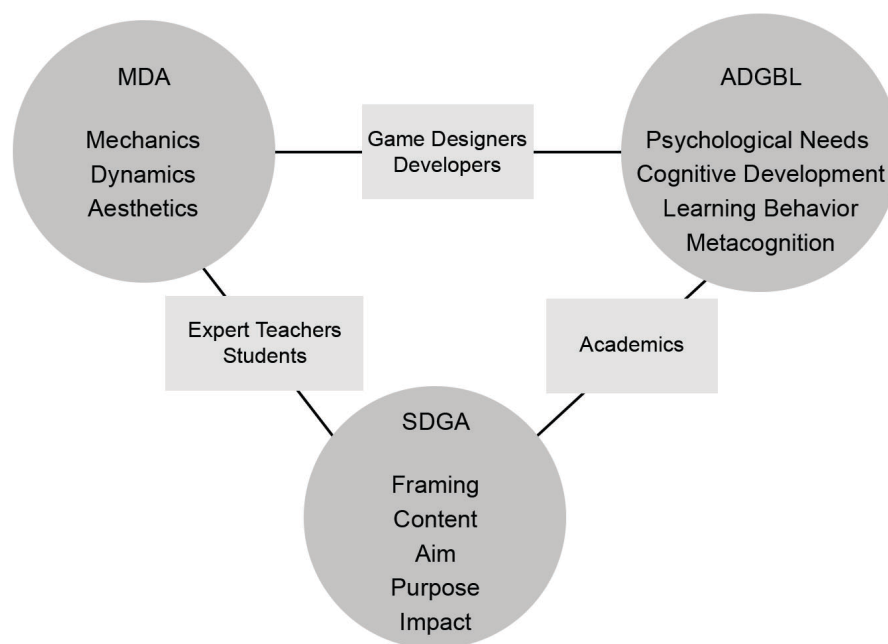 MDA
Mechanics
Dynamics
Aesthetics
Game Designers
Developers
ADGBL
Psychological Needs
Cognitive Development
Learning Behavior
Metacognition
Expert Teachers
Students
Academics
SDGA
Framing
Content
Aim
Purpose
Impact